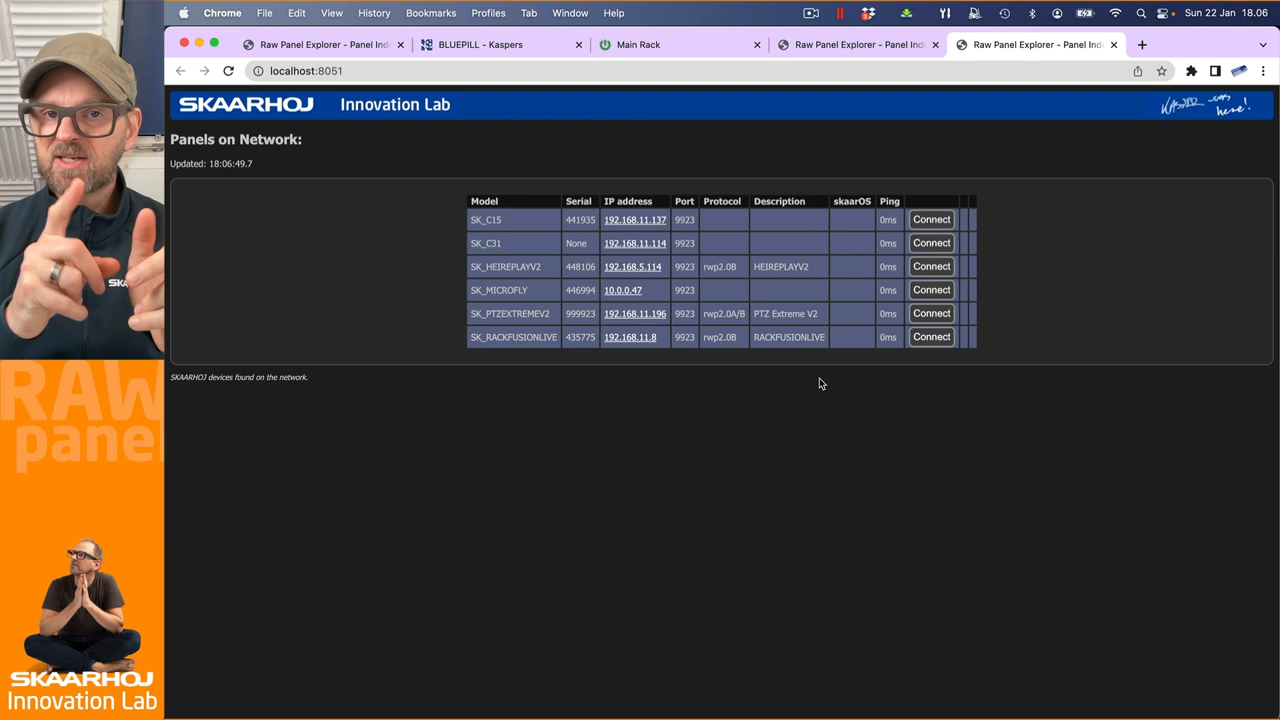 Chrome File Edit View History Bookmarks Profiles Tab Window Help Sun 22 Jan 18.06
Raw Panel Explorer - Panel Ind BLUEPILL - Kaspers Main Rack Raw Panel Explorer - Panel Ind Raw Panel Explorer - Panel Ind
localhost:8051
SKAARHOJ Innovation Lab KASPER was here!
Panels on Network:
Updated: 18:06:49.7
Model Serial IP address Port Protocol Description skaarOS Ping
SK_C15 441935 192.168.11.137 9923 0ms Connect
SK_C31 None 192.168.11.114 9923 0ms Connect
SK_HEIREPLAYV2 448106 192.168.5.114 9923 rwp2.0B HEIREPLAYV2 0ms Connect
SK_MICROFLY 446994 10.0.0.47 9923 0ms Connect
SK_PTZEXTREMEV2 999923 192.168.11.196 9923 rwp2.0A/B PTZ Extreme V2 0ms Connect
SK_RACKFUSIONLIVE 435775 192.168.11.8 9923 rwp2.0B RACKFUSIONLIVE 0ms Connect
SKAARHOJ devices found on the network.
SK
RAW
panel
SKAARHOJ
Innovation Lab